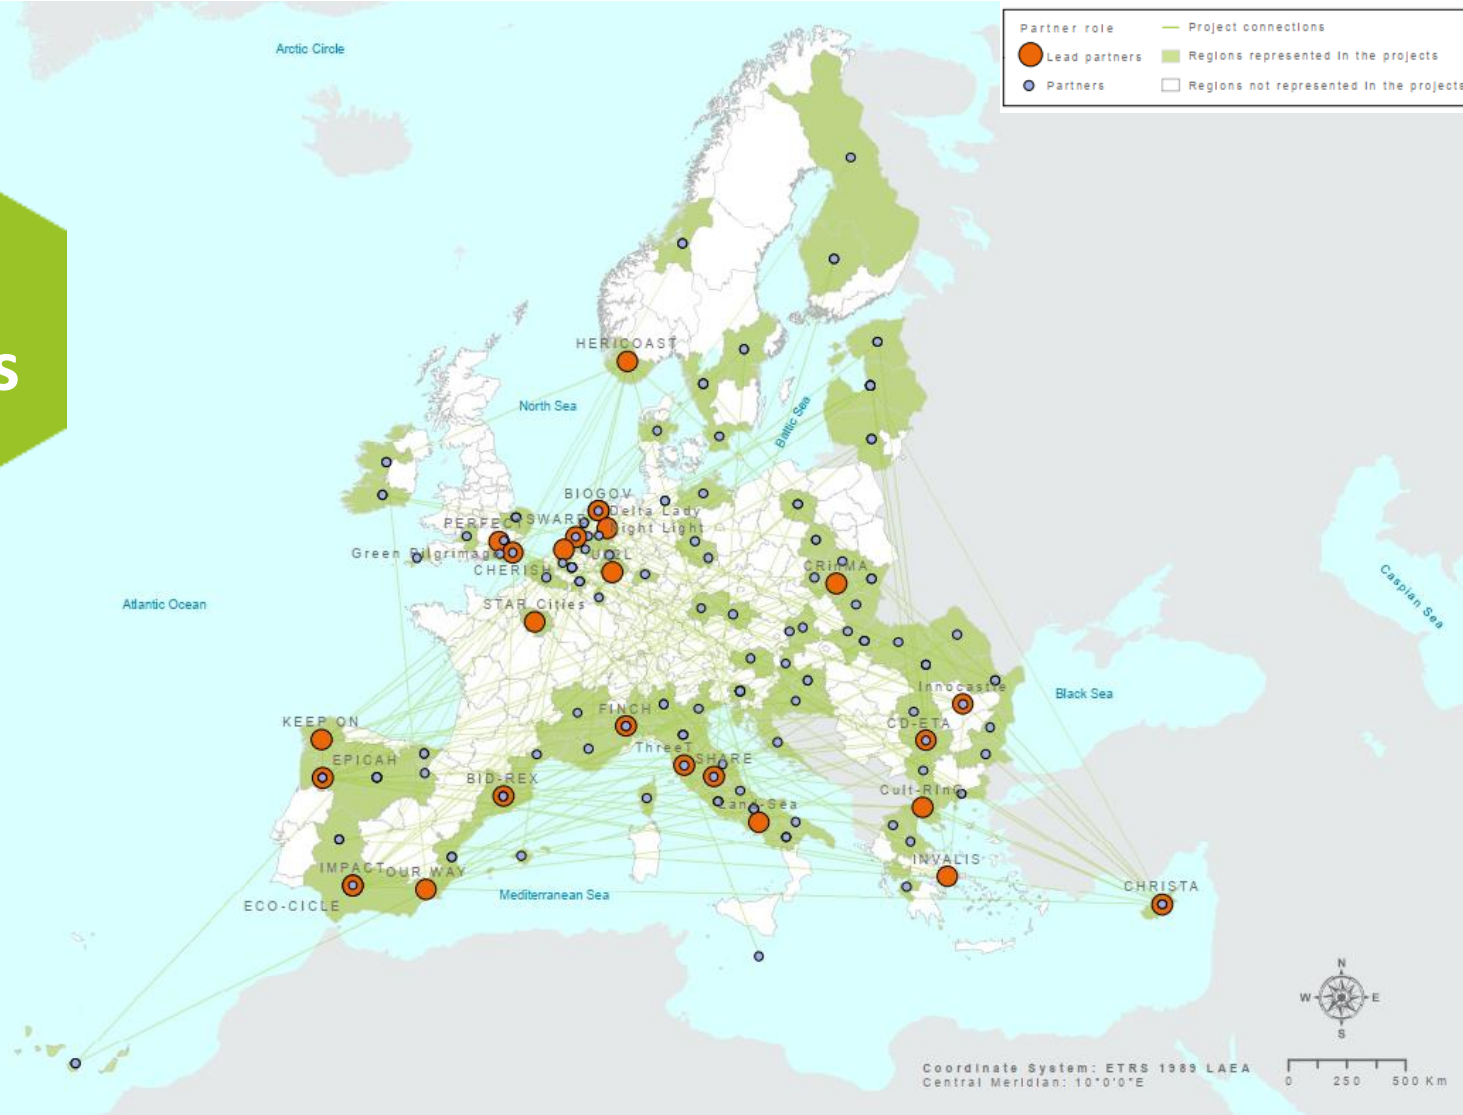 Partner role
Project connections
Lead partners
Regions represented in the projects
Partners
Regions not represented in the projects
Arctic Circle
S
HERICOAST
North Sea
Baltic Sea
BIOGOV
Delta Lady
PERFECT
SWARE
Night Light
Green Pilgrimage
CHERISH
CRinMA
Caspian Sea
Atlantic Ocean
STAR Cities
Innocastle
Black Sea
KEEP ON
FINCH
CD-ETA
EPICAH
ThreeT
SHARE
BID-REX
Cult-RInG
Land-Sea
INVALIS
IMPACT
OUR WAY
CHRISTA
ECO-CICLE
Mediterranean Sea
N
W
E
S
Coordinate System: ETRS 1989 LAEA
Central Meridian: 10°0'0"E
0 250 500 Km